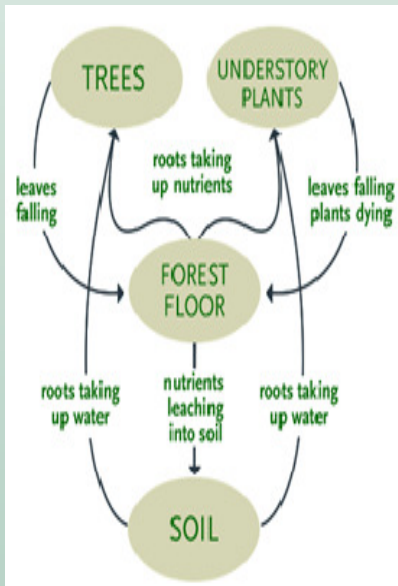 TREES
UNDERSTORY
PLANTS
roots taking
up nutrients
leaves
falling
leaves falling
plants dying
FOREST
FLOOR
roots taking
up water
nutrients
leaching
into soil
roots taking
up water
SOIL